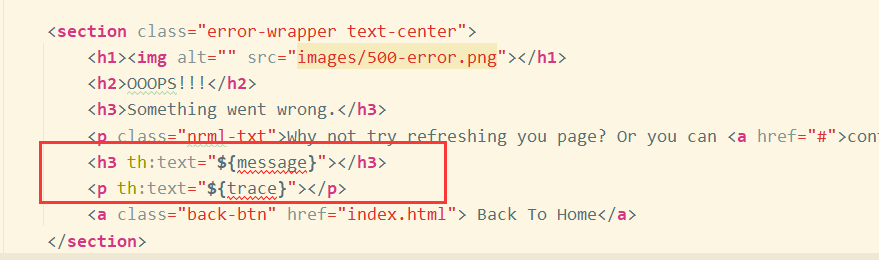 <section class="error-wrapper text-center">
<h1><img alt="" src="images/500-error.png"></h1>
<h2>OOOPS!!!</h2>
<h3>Something went wrong.</h3>
<p class="nrml-txt">Why not try refreshing you page? Or you can <a href="#">con
<h3 th:text="${message}"></h3>
<p th:text="${trace}"></p>
<a class="back-btn" href="index.html"> Back To Home</a>
</section>